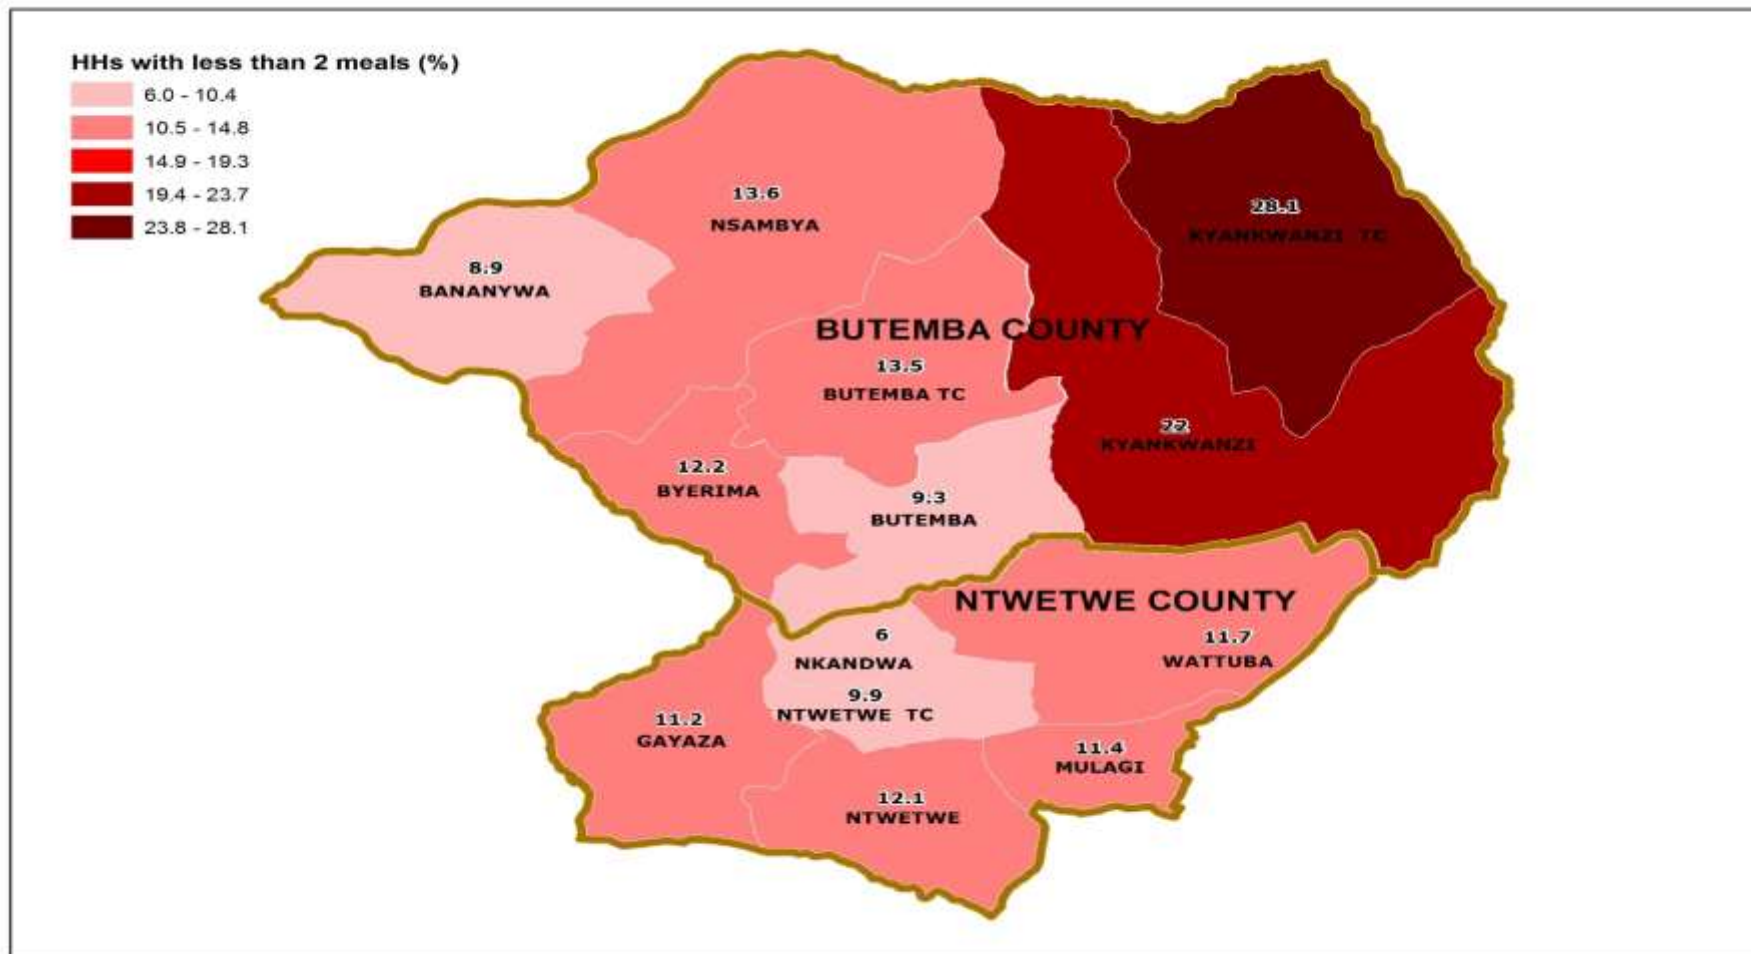 HHs with less than 2 meals (%)
6.0 - 10.4
10.5 - 14.8
14.9 - 19.3
19.4 - 23.7
23.8 - 28.1
13.6
NSAMBYA
28.1
KYANKWANZI TC
8.9
BANANYWA
BUTEMBA COUNTY
13.5
BUTEMBA TC
22
KYANKWANZI
12.2
BYERIMA
9.3
BUTEMBA
NTWETWE COUNTY
6
NKANDWA
11.7
WATTUBA
9.9
NTWETWE TC
11.2
GAYAZA
11.4
MULAGI
12.1
NTWETWE